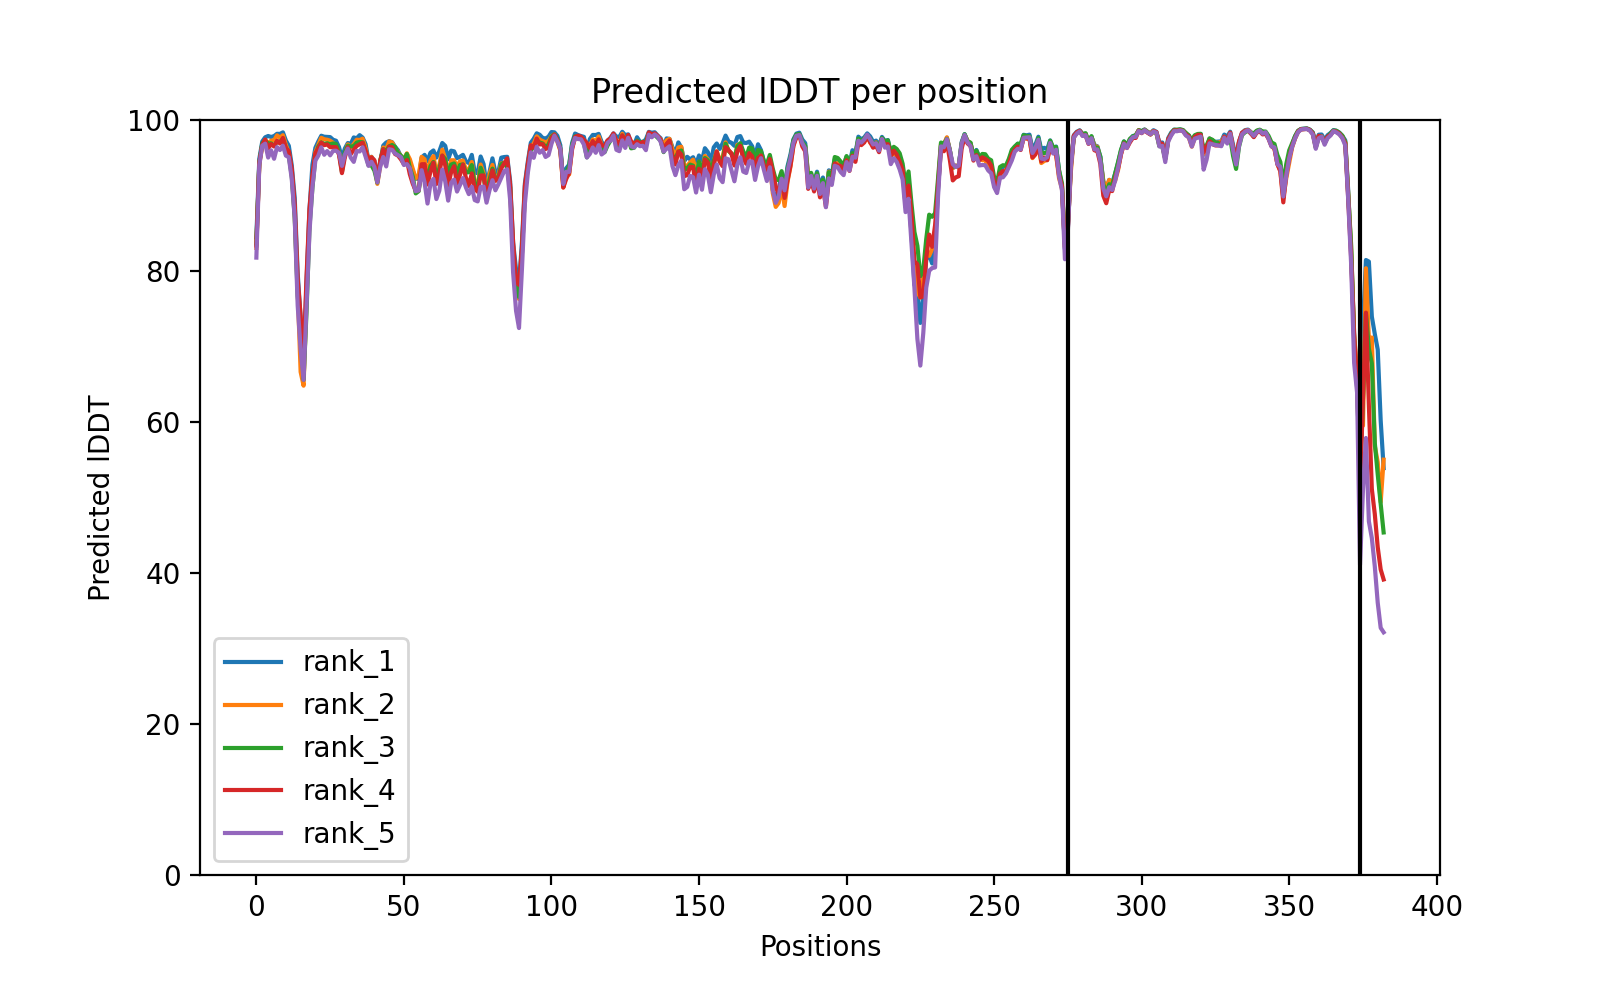 Predicted lDDT per position
100
80
60
40
20
0
Predicted lDDT
rank_1
rank_2
rank_3
rank_4
rank_5
0 50 100 150 200 250 300 350 400
Positions